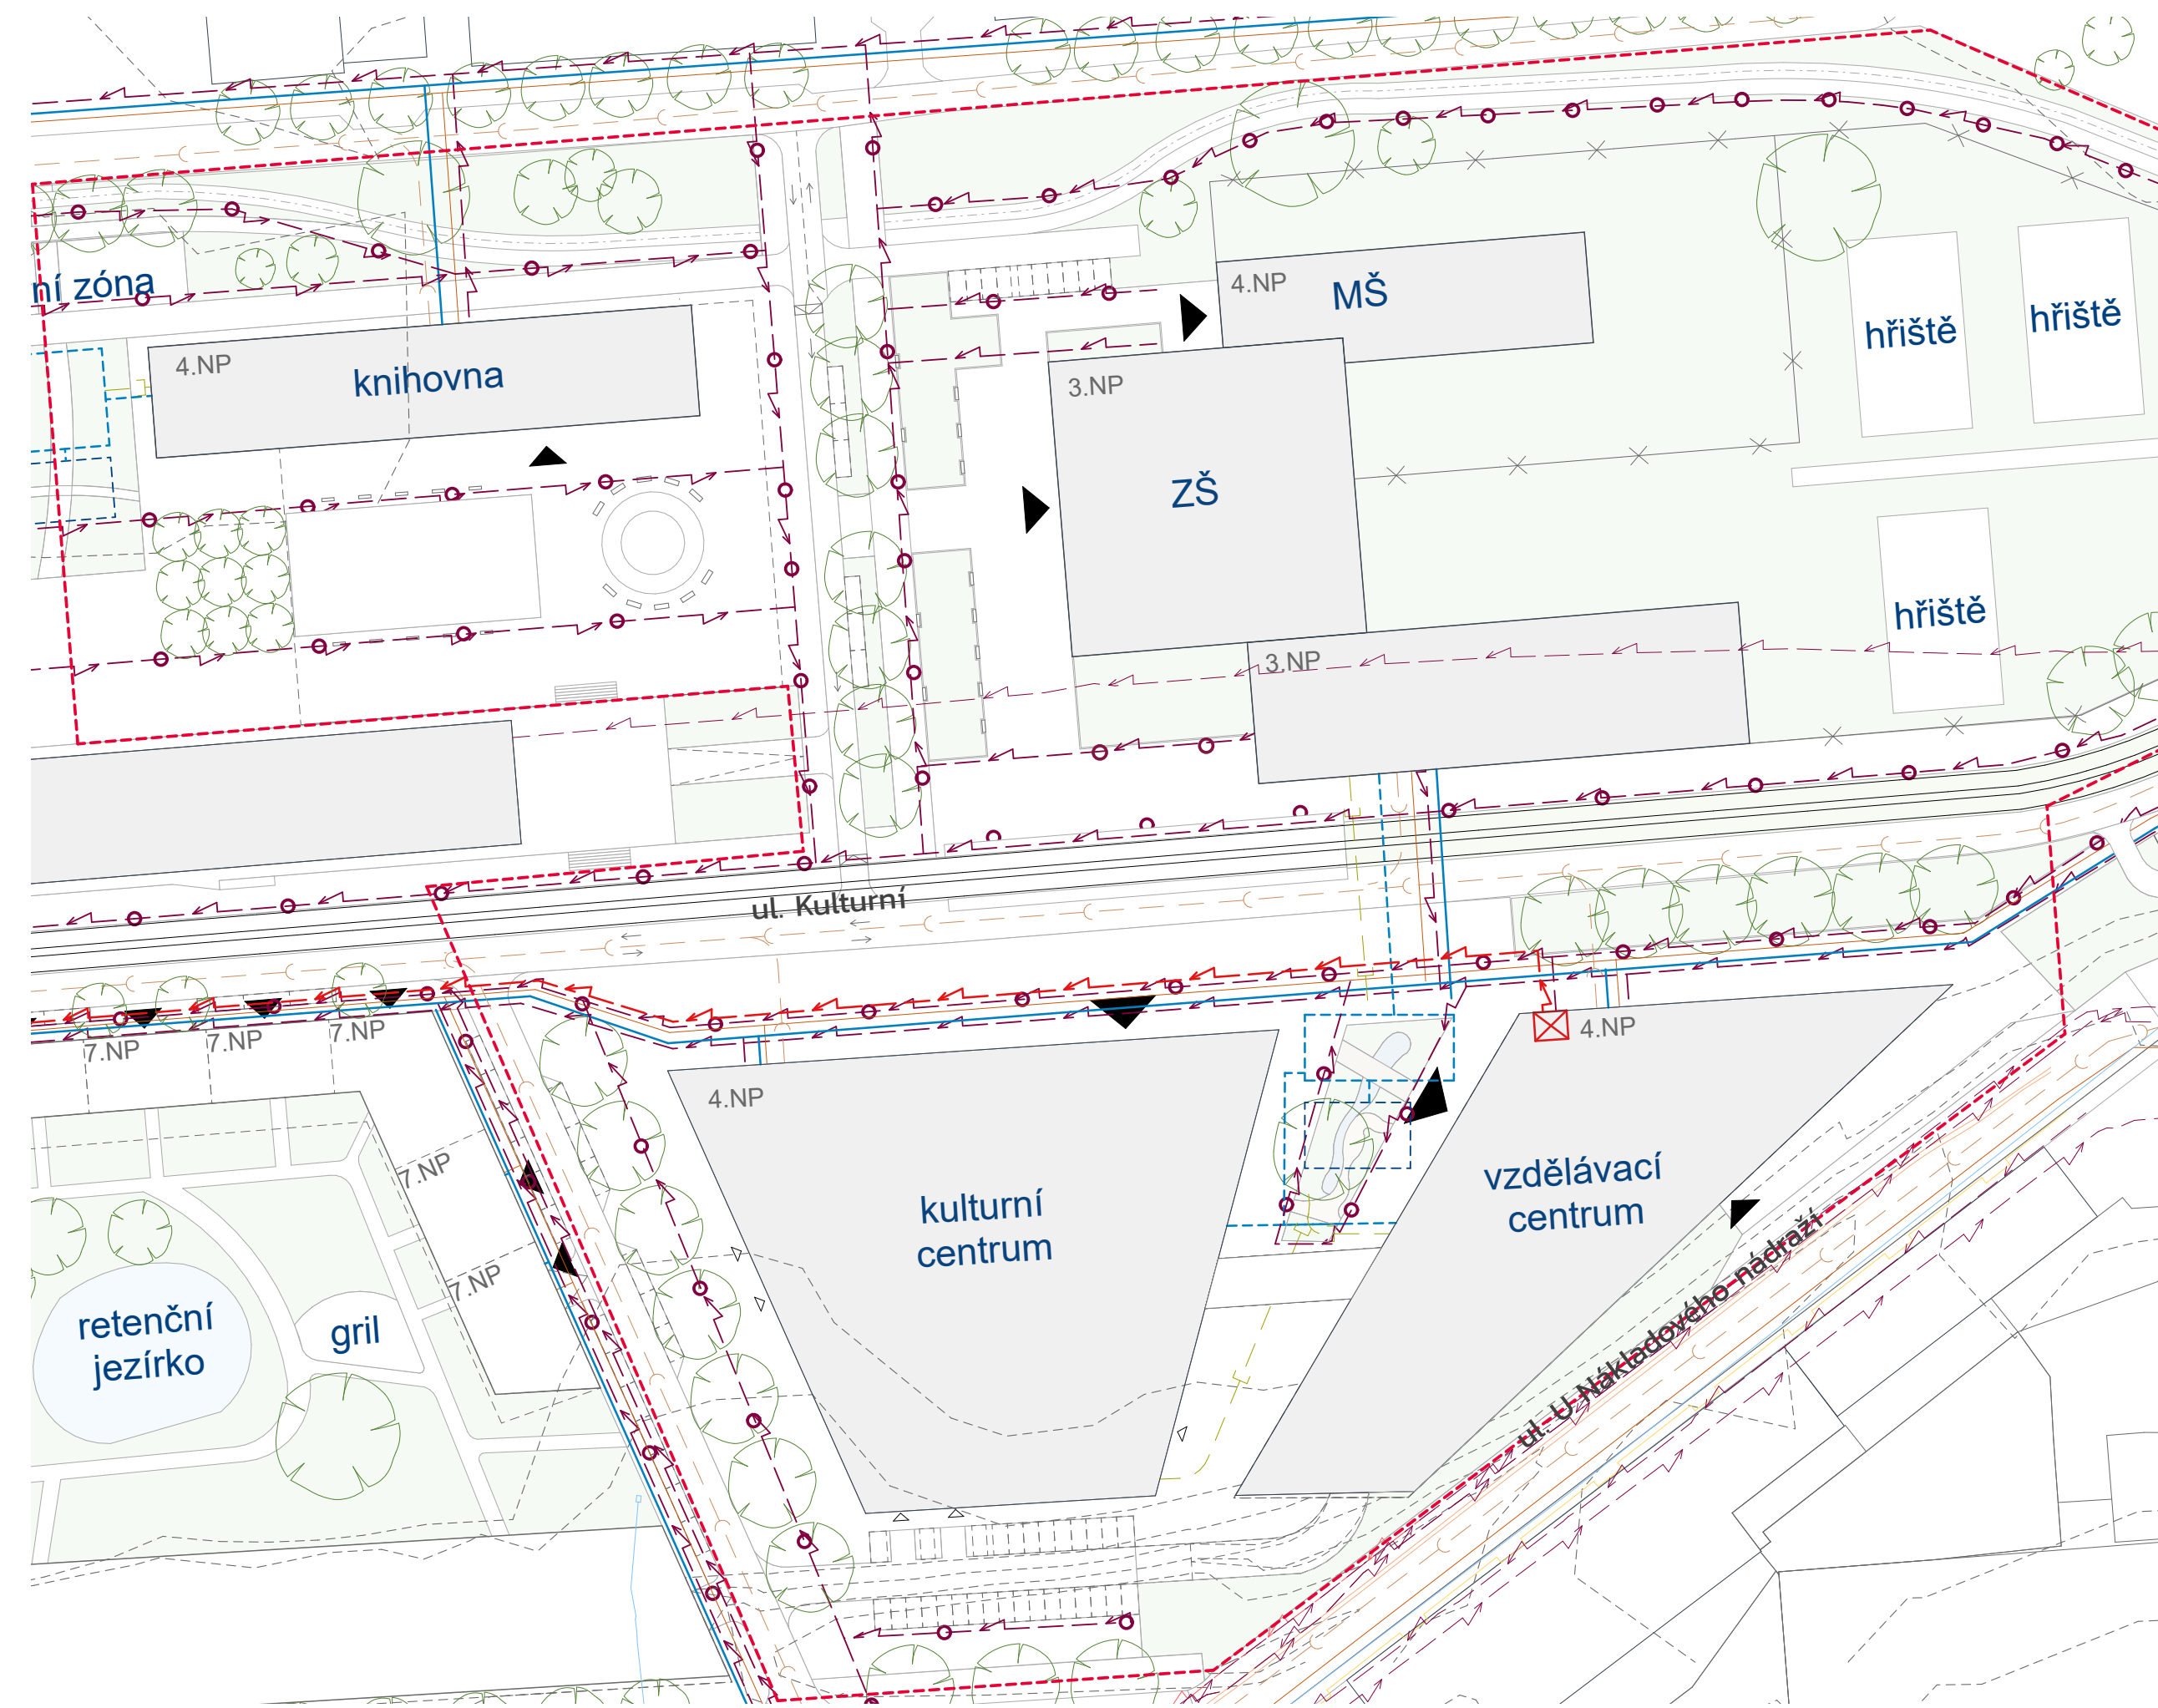 ní zóna
4.NP
knihovna
4.NP
MŠ
hřiště
hřiště
3.NP
ZŠ
hřiště
3.NP
ul. Kulturní
7.NP
7.NP
7.NP
4.NP
4.NP
7.NP
7.NP
kulturní
centrum
vzdělávací
centrum
retenční
jezírko
gril
ul. U Nákladového nádraží